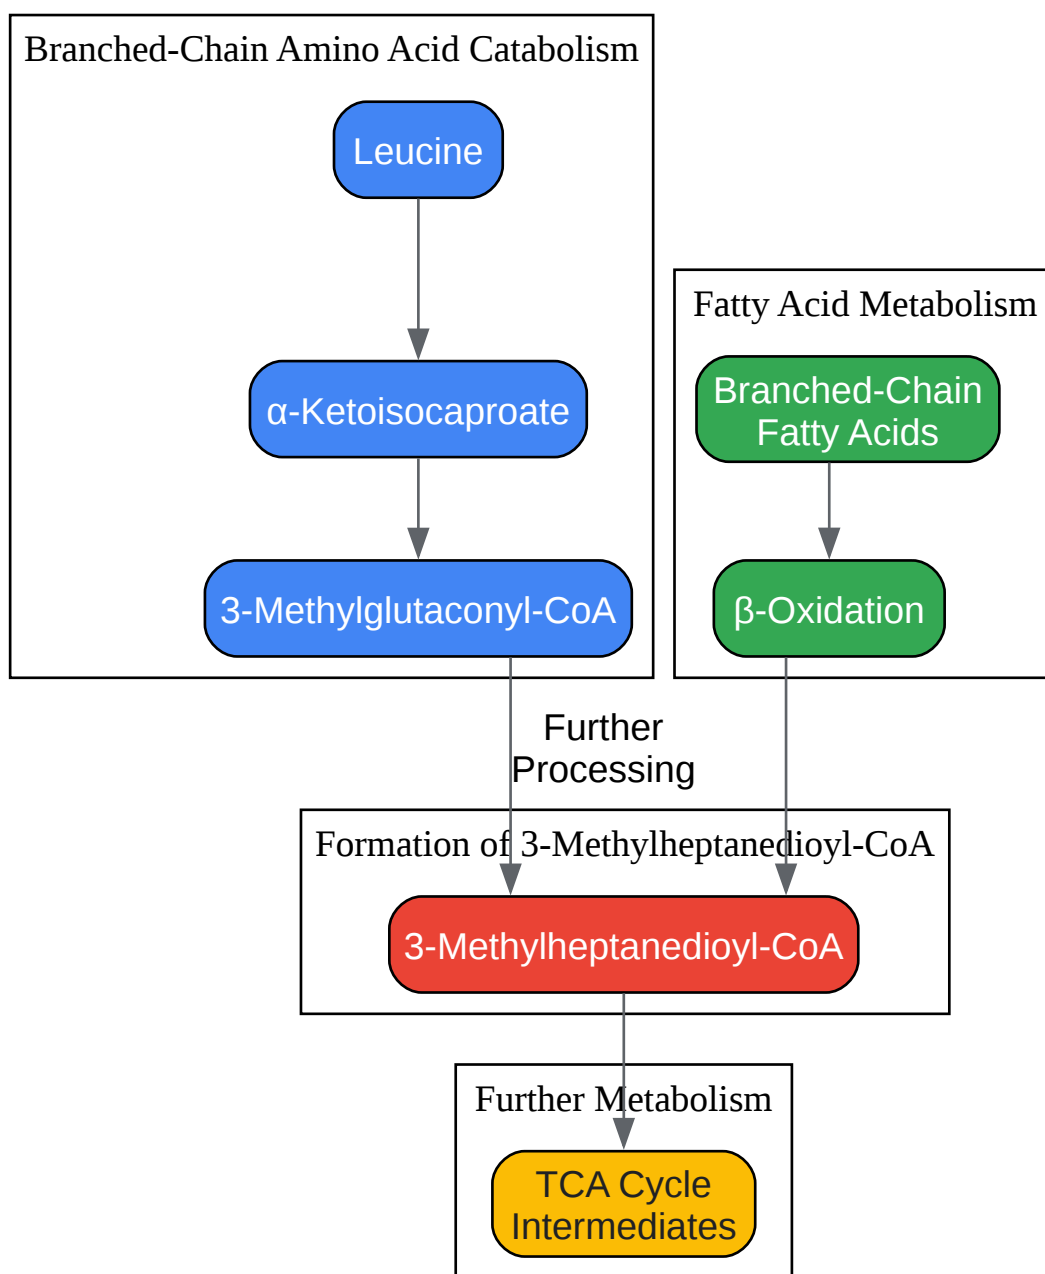 Branched-Chain Amino Acid Catabolism
Leucine
α-Ketoisocaproate
3-Methylglutaconyl-CoA
Fatty Acid Metabolism
Branched-Chain
Fatty Acids
β-Oxidation
Further
Processing
Formation of 3-Methylheptanedioyl-CoA
3-Methylheptanedioyl-CoA
Further Metabolism
TCA Cycle
Intermediates